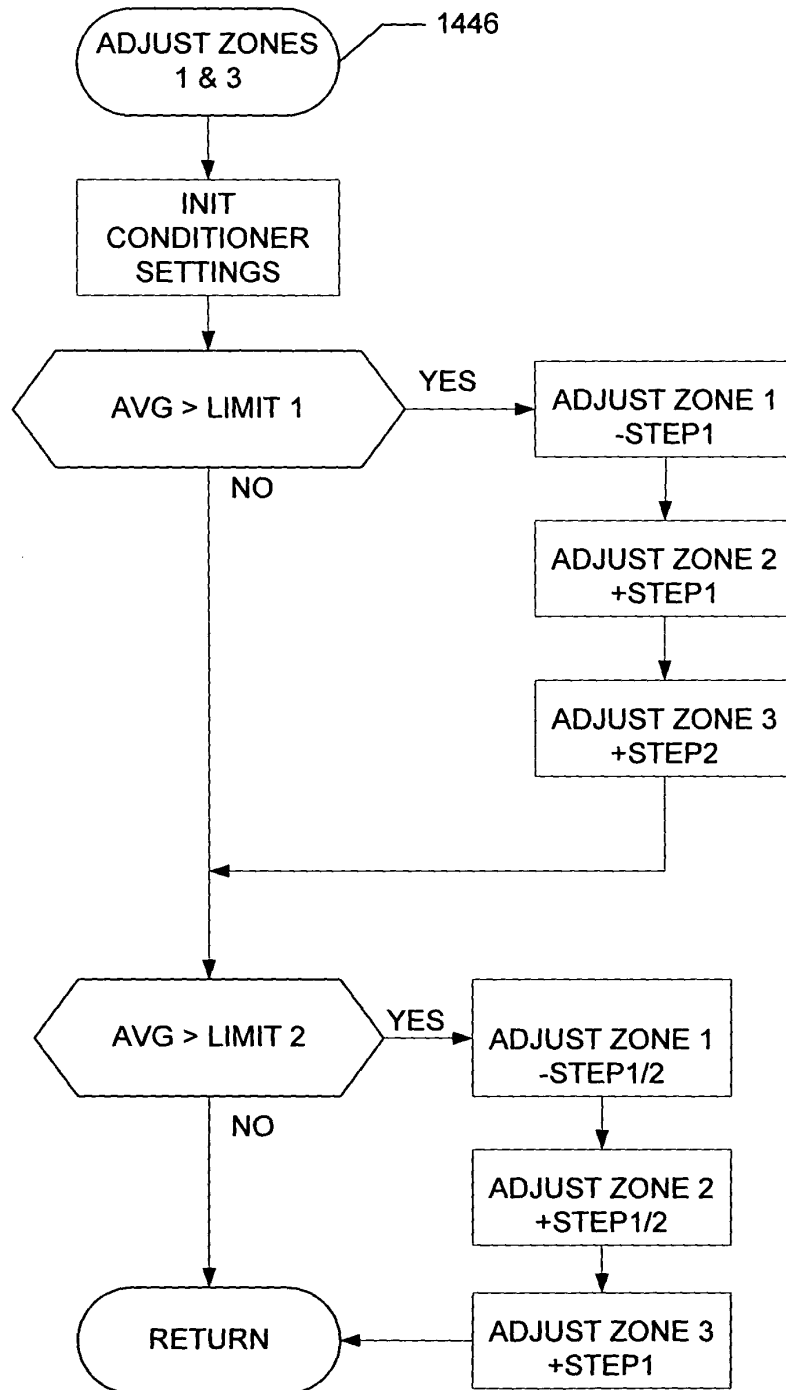 ADJUST ZONES
1 & 3
1446
INIT
CONDITIONER
SETTINGS
AVG > LIMIT 1
YES
NO
ADJUST ZONE 1
-STEP1
ADJUST ZONE 2
+STEP1
ADJUST ZONE 3
+STEP2
AVG > LIMIT 2
YES
NO
ADJUST ZONE 1
-STEP1/2
ADJUST ZONE 2
+STEP1/2
ADJUST ZONE 3
+STEP1
RETURN